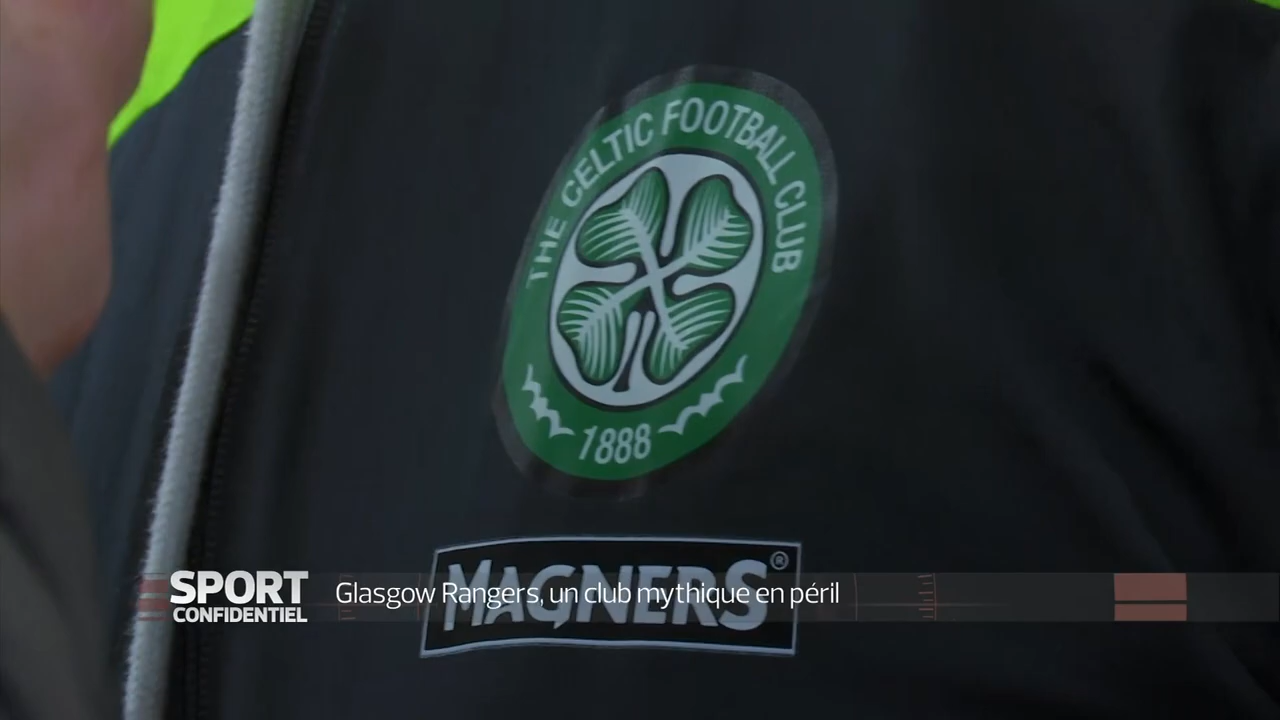 THE CELTIC FOOTBALL CLUB
1888
MAGNERS®
SPORT
CONFIDENTIEL
Glasgow Rangers, un club mythique en péril